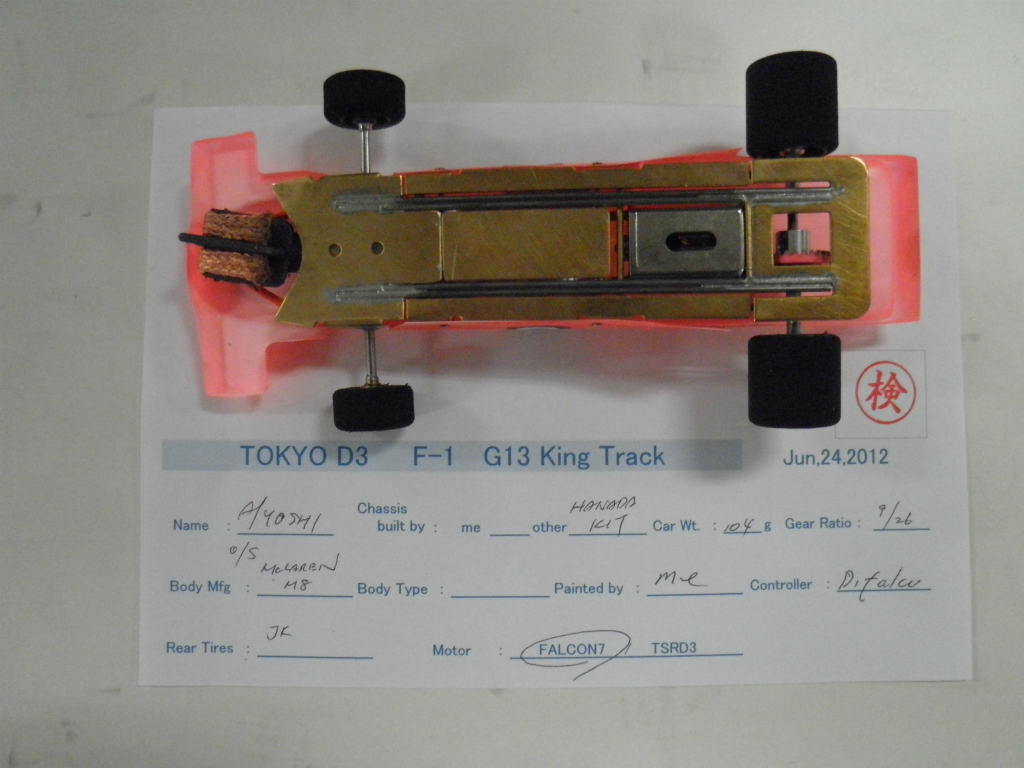 検
TOKYO D3 F-1 G13 King Track Jun,24,2012
Name : A/YOSHI Chassis built by : me other HANADA KIT Car Wt. : 104 g Gear Ratio : 9/26
Body Mfg : O/S McLAREN M8 Body Type : Painted by : me Controller : Difalco
Rear Tires : JK Motor : FALCON7 TSRD3